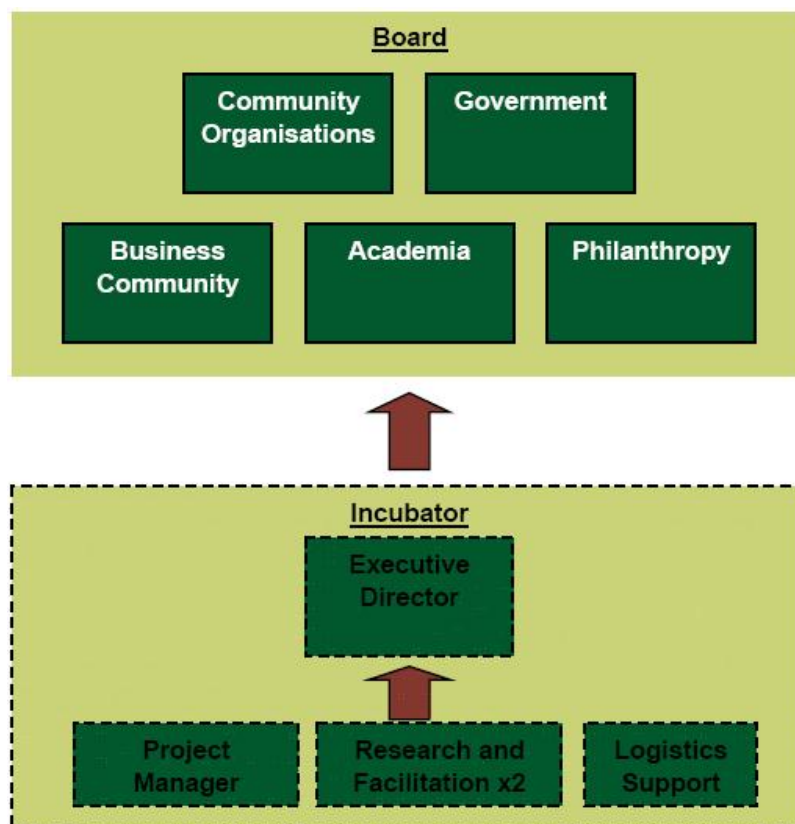 Board
Community
Organisations
Government
Business
Community
Academia
Philanthropy
Incubator
Executive
Director
Project
Manager
Research and
Facilitation x2
Logistics
Support